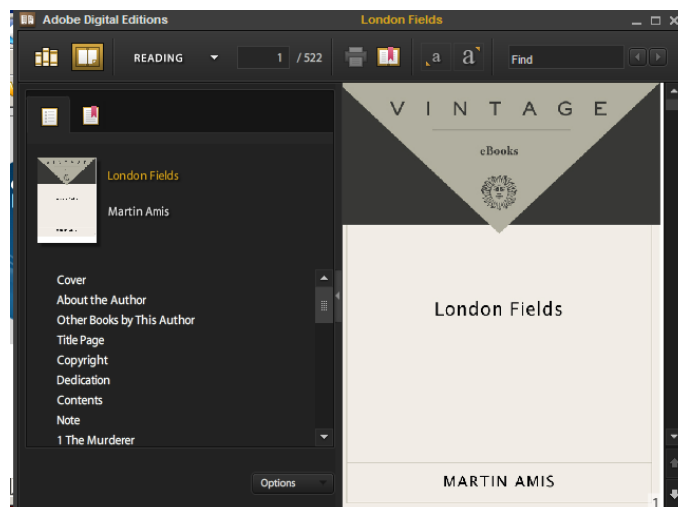 Adobe Digital Editions
London Fields
READING
1 / 522
a a
Find
London Fields
Martin Amis
Cover
About the Author
Other Books by This Author
Title Page
Copyright
Dedication
Contents
Note
1 The Murderer
Options
VINTAGE
eBooks
London Fields
MARTIN AMIS
1